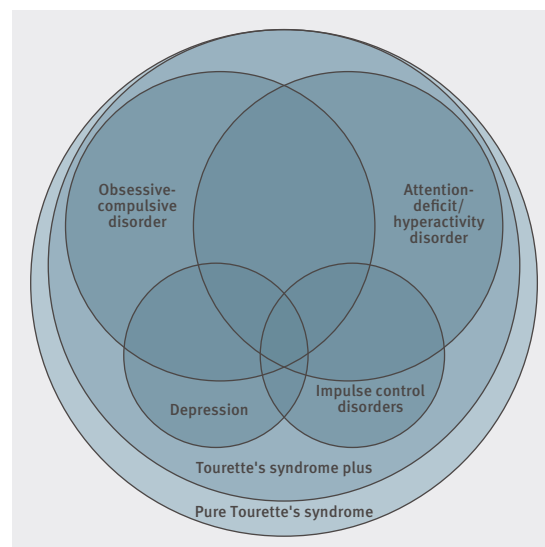 Obsessive-
compulsive
disorder
Attention-
deficit/
hyperactivity
disorder
Depression
Impulse control
disorders
Tourette's syndrome plus
Pure Tourette's syndrome